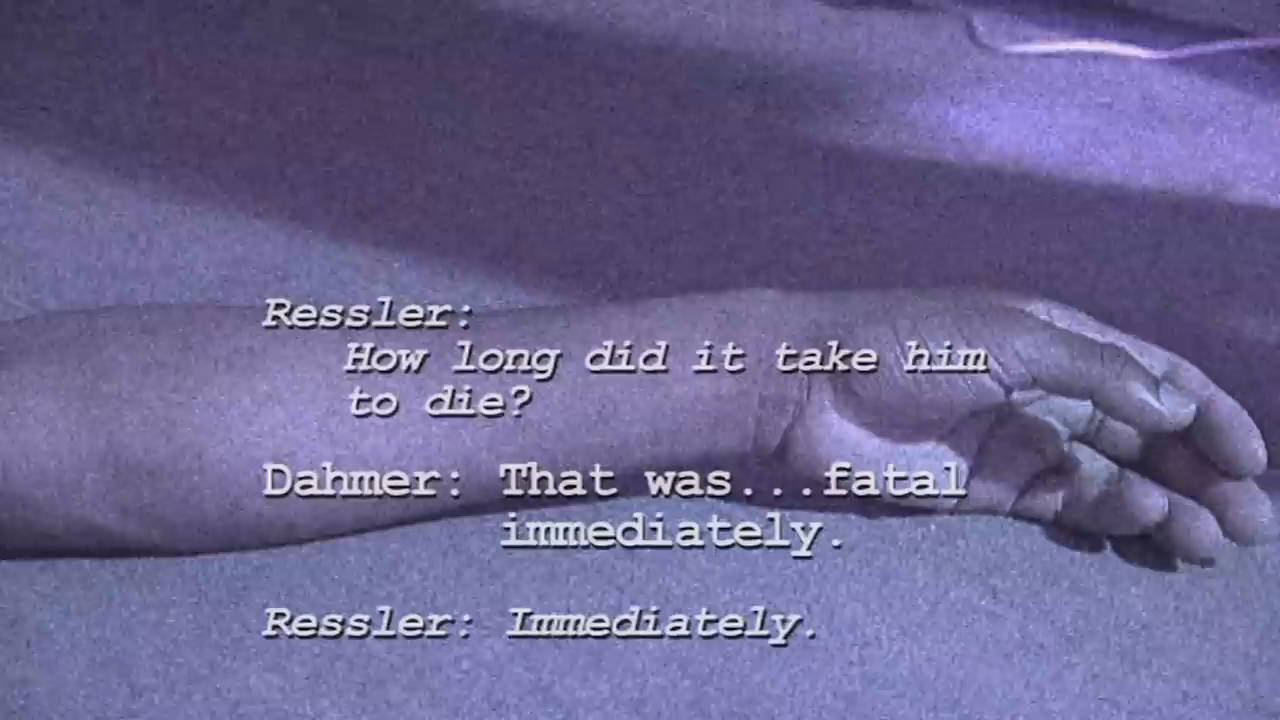 Ressler:
How long did it take him
to die?
Dahmer: That was...fatal
immediately.
Ressler: Immediately.